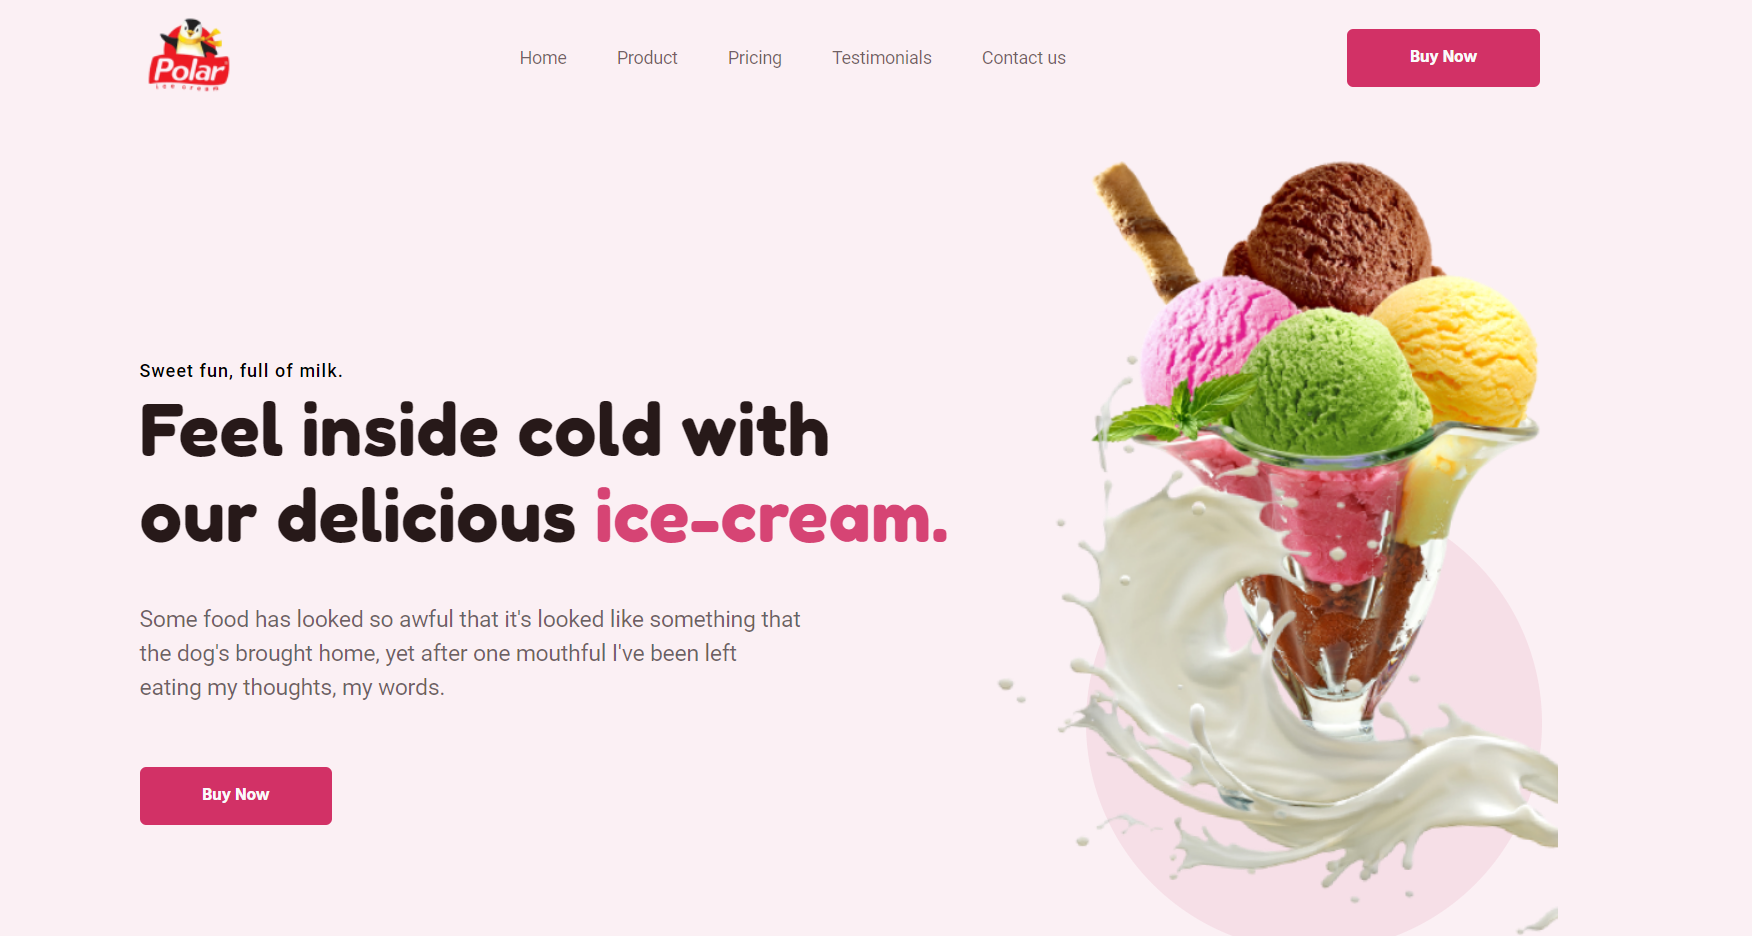 Polar
ice cream
Home Product Pricing Testimonials Contact us
Buy Now
Sweet fun, full of milk.
Feel inside cold with
our delicious ice-cream.
Some food has looked so awful that it's looked like something that
the dog's brought home, yet after one mouthful I've been left
eating my thoughts, my words.
Buy Now